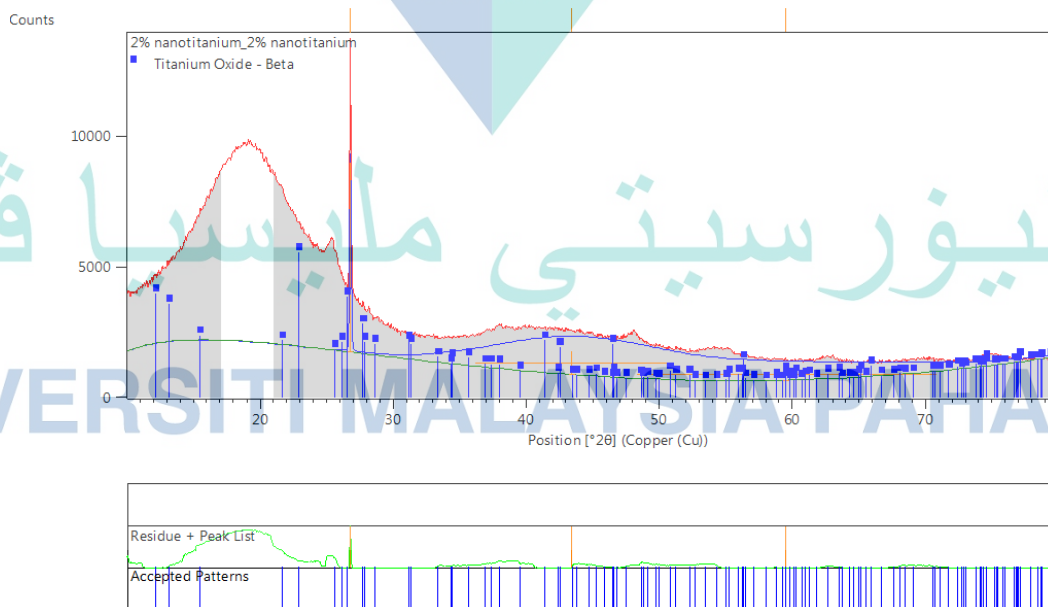 Counts
2% nanotitanium_2% nanotitanium
Titanium Oxide - Beta
10000
5000
0
20 30 40 50 60 70
Position [°2θ] (Copper (Cu))
VERSITI MALAYSIA PAHA
Residue + Peak List
Accepted Patterns